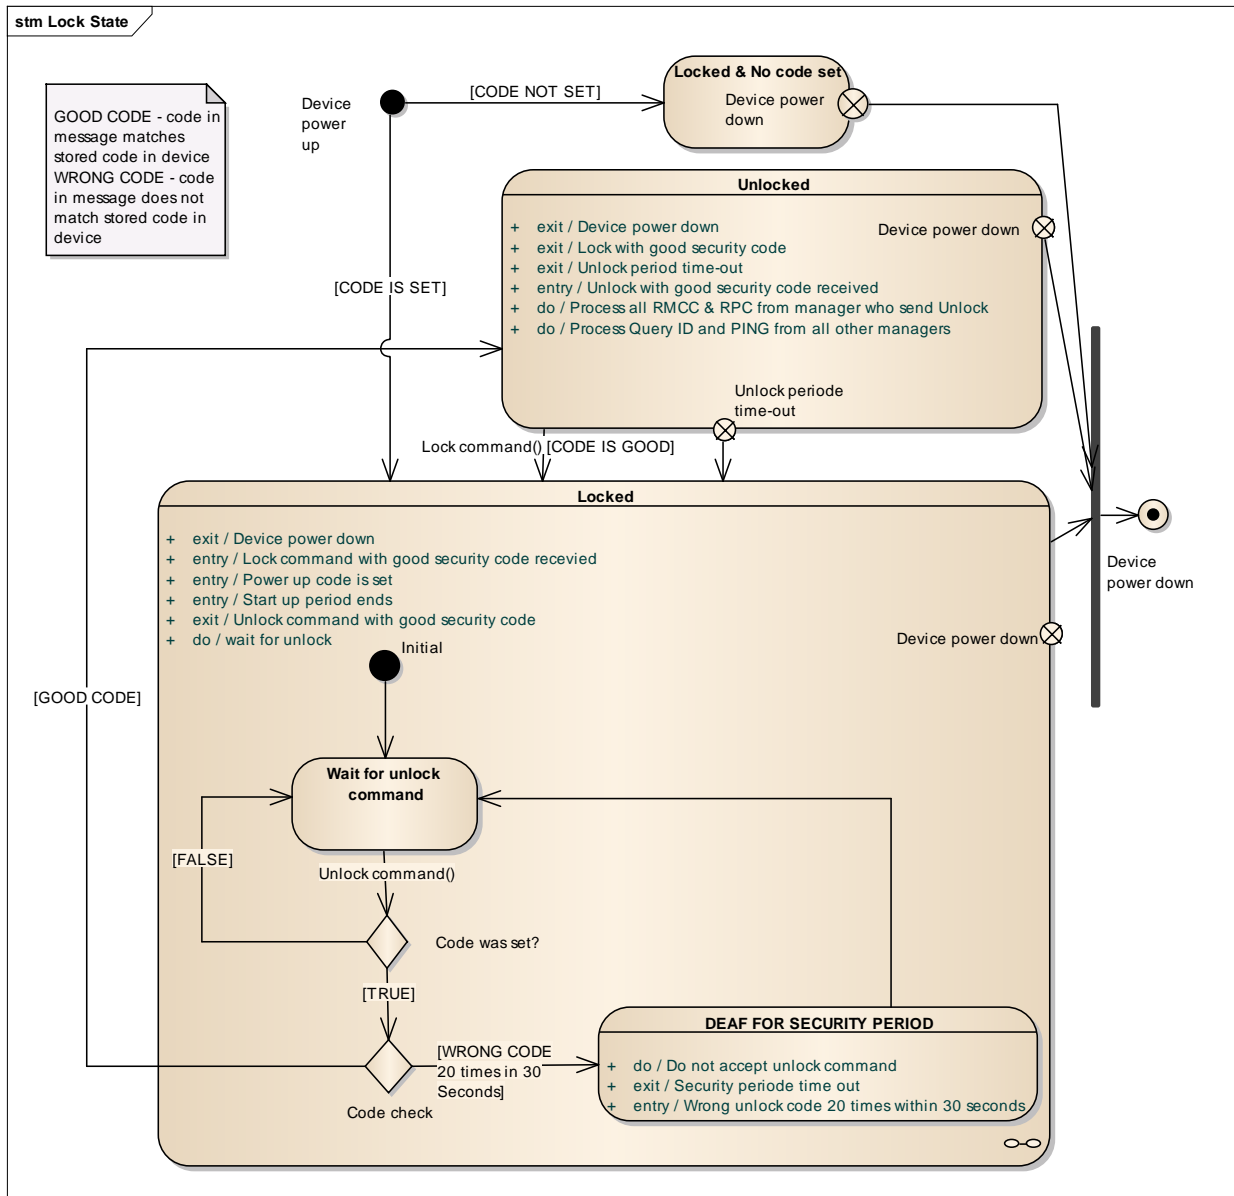 stm Lock State
GOOD CODE - code in
message matches
stored code in device
WRONG CODE - code
in message does not
match stored code in
device
Device
power
up
[CODE NOT SET]
Locked & No code set
Device power
down
[CODE IS SET]
Unlocked
+ exit / Device power down
+ exit / Lock with good security code
+ exit / Unlock period time-out
+ entry / Unlock with good security code received
+ do / Process all RMCC & RPC from manager who send Unlock
+ do / Process Query ID and PING from all other managers
Device power down
Unlock periode
time-out
Lock command() [CODE IS GOOD]
Locked
+ exit / Device power down
+ entry / Lock command with good security code recevied
+ entry / Power up code is set
+ entry / Start up period ends
+ exit / Unlock command with good security code
+ do / wait for unlock
Device power down
Device
power down
Initial
[GOOD CODE]
Wait for unlock
command
[FALSE]
Unlock command()
Code was set?
[TRUE]
[WRONG CODE
20 times in 30
Seconds]
Code check
DEAF FOR SECURITY PERIOD
+ do / Do not accept unlock command
+ exit / Security periode time out
+ entry / Wrong unlock code 20 times within 30 seconds